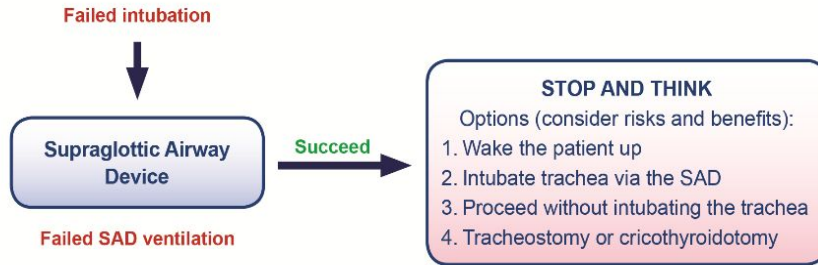 Failed intubation
Supraglottic Airway
Device
Succeed
Failed SAD ventilation
STOP AND THINK
Options (consider risks and benefits):
1. Wake the patient up
2. Intubate trachea via the SAD
3. Proceed without intubating the trachea
4. Tracheostomy or cricothyroidotomy